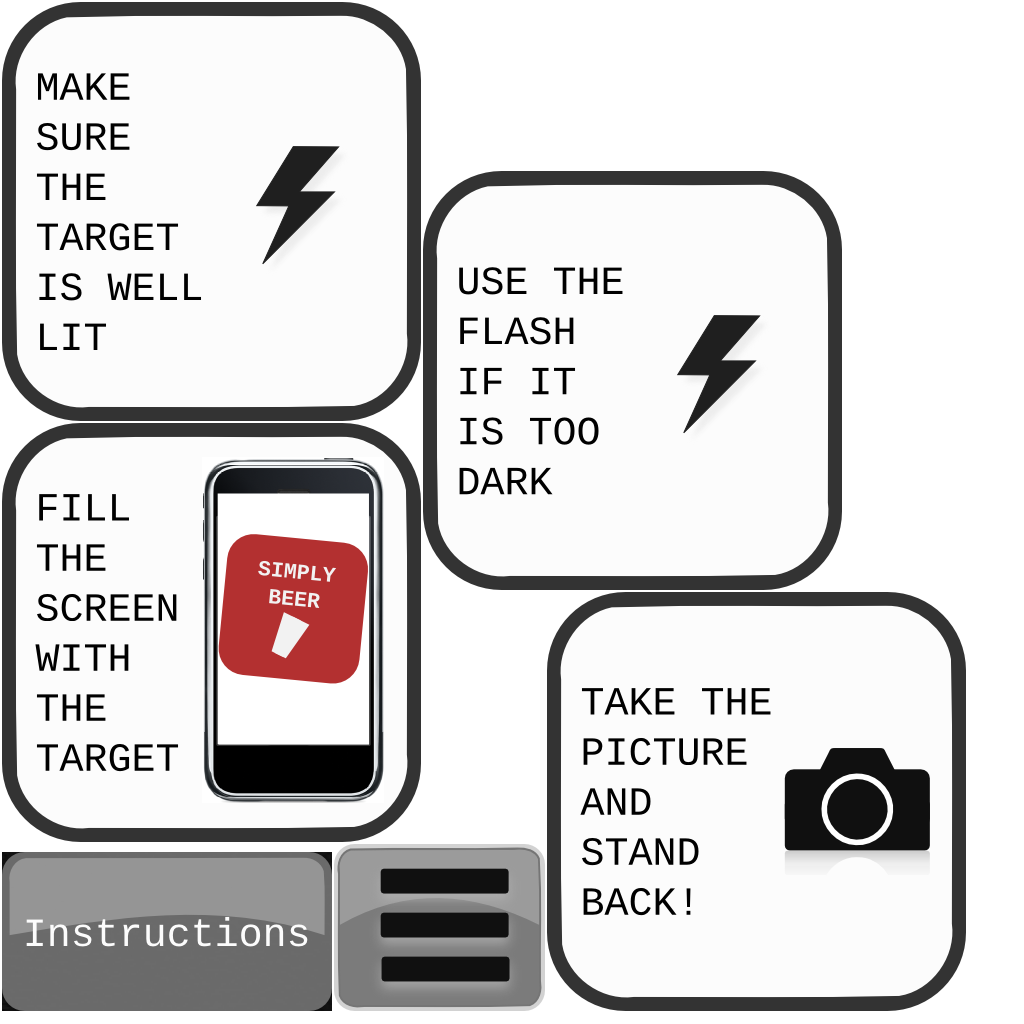 MAKE
SURE
THE
TARGET
IS WELL
LIT
USE THE
FLASH
IF IT
IS TOO
DARK
FILL
THE
SCREEN
WITH
THE
TARGET
SIMPLY
BEER
TAKE THE
PICTURE
AND
STAND
BACK!
Instructions